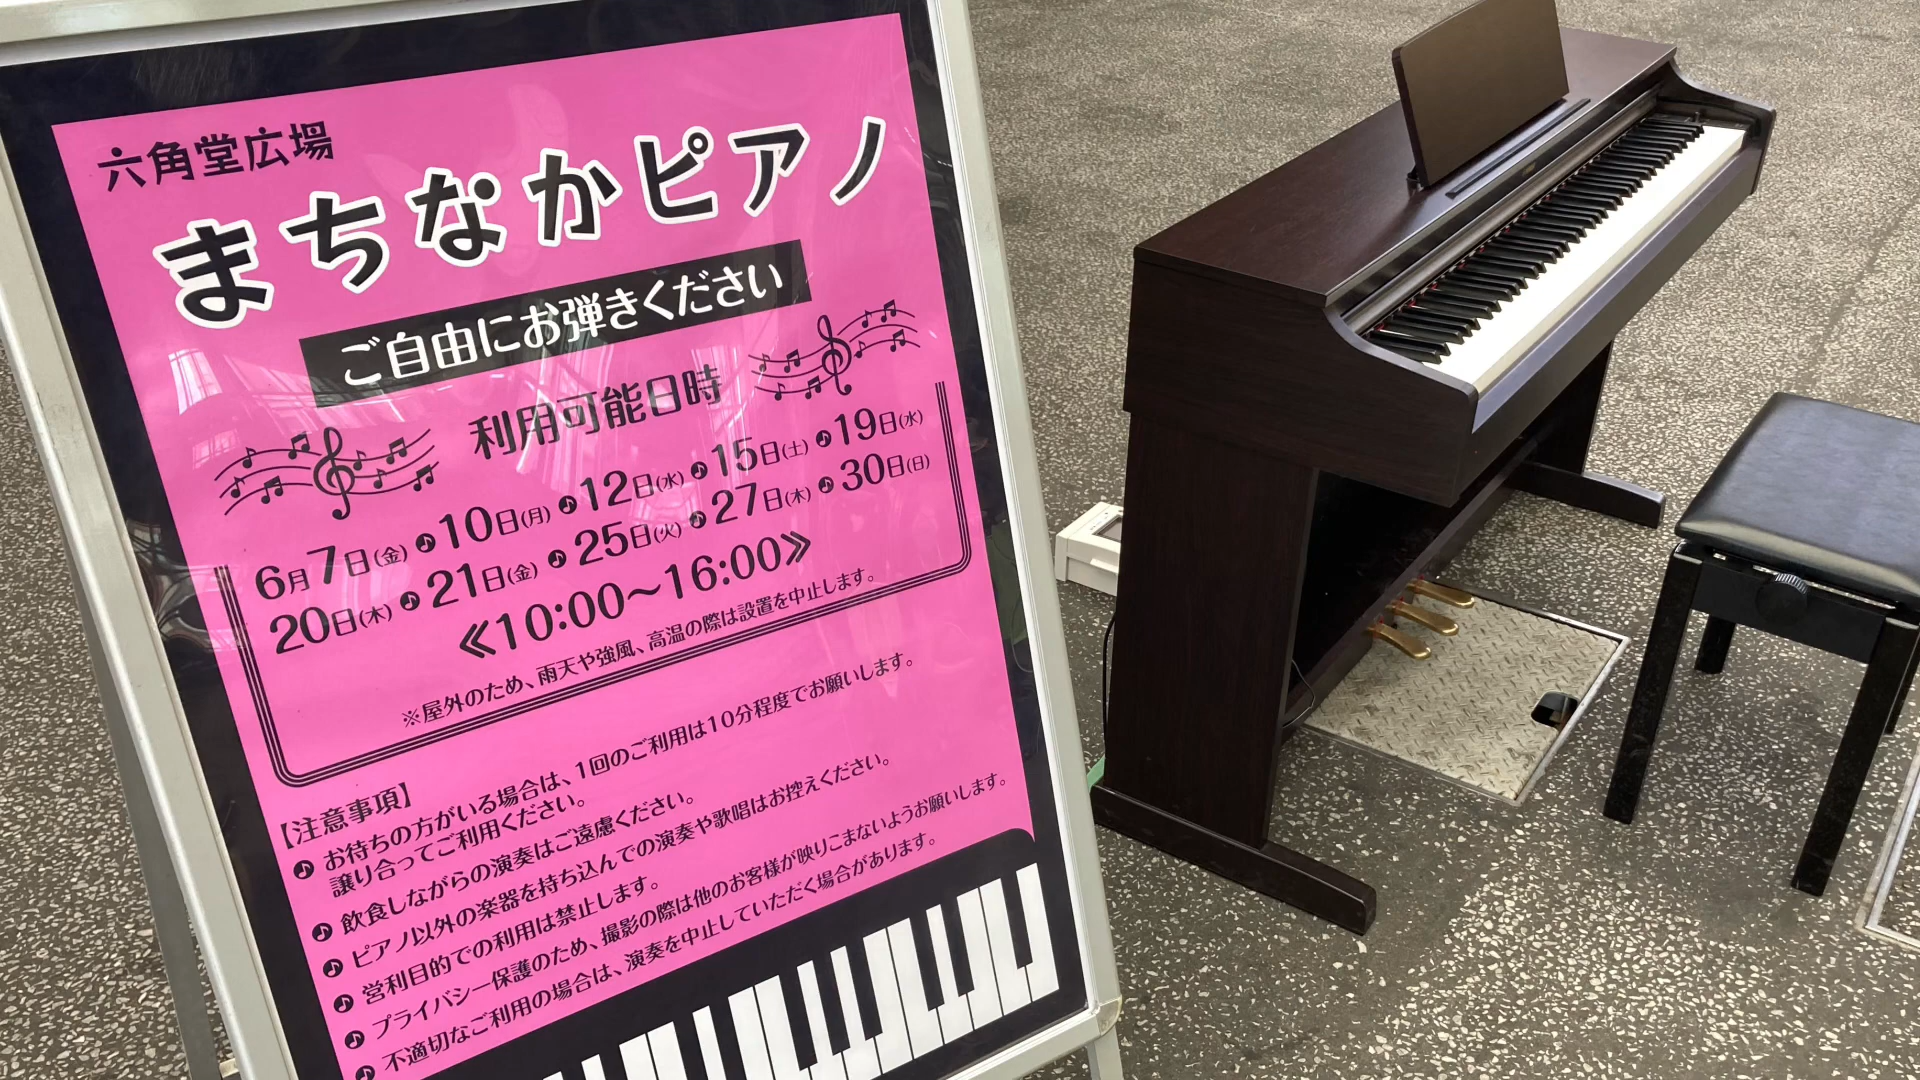 六角堂広場
まちなかピアノ
ご自由にお弾きください
利用可能日時
6月7日(金)♪10日(月)♪12日(水)♪15日(土)♪19日(水)
20日(木)♪21日(金)♪25日(火)♪27日(木)♪30日(日)
≪10:00～16:00≫
※屋外のため、雨天や強風、高温の際は設置を中止します。
【注意事項】
♪ お待ちの方がいる場合は、1回のご利用は10分程度でお願いします。
譲り合ってご利用ください。
♪ 飲食しながらの演奏はご遠慮ください。
♪ ピアノ以外の楽器を持ち込んでの演奏や歌唱はお控えください。
♪ 営利目的での利用は禁止します。
♪ プライバシー保護のため、撮影の際は他のお客様が映りこまないようお願いします。
♪ 不適切なご利用の場合は、演奏を中止していただく場合があります。